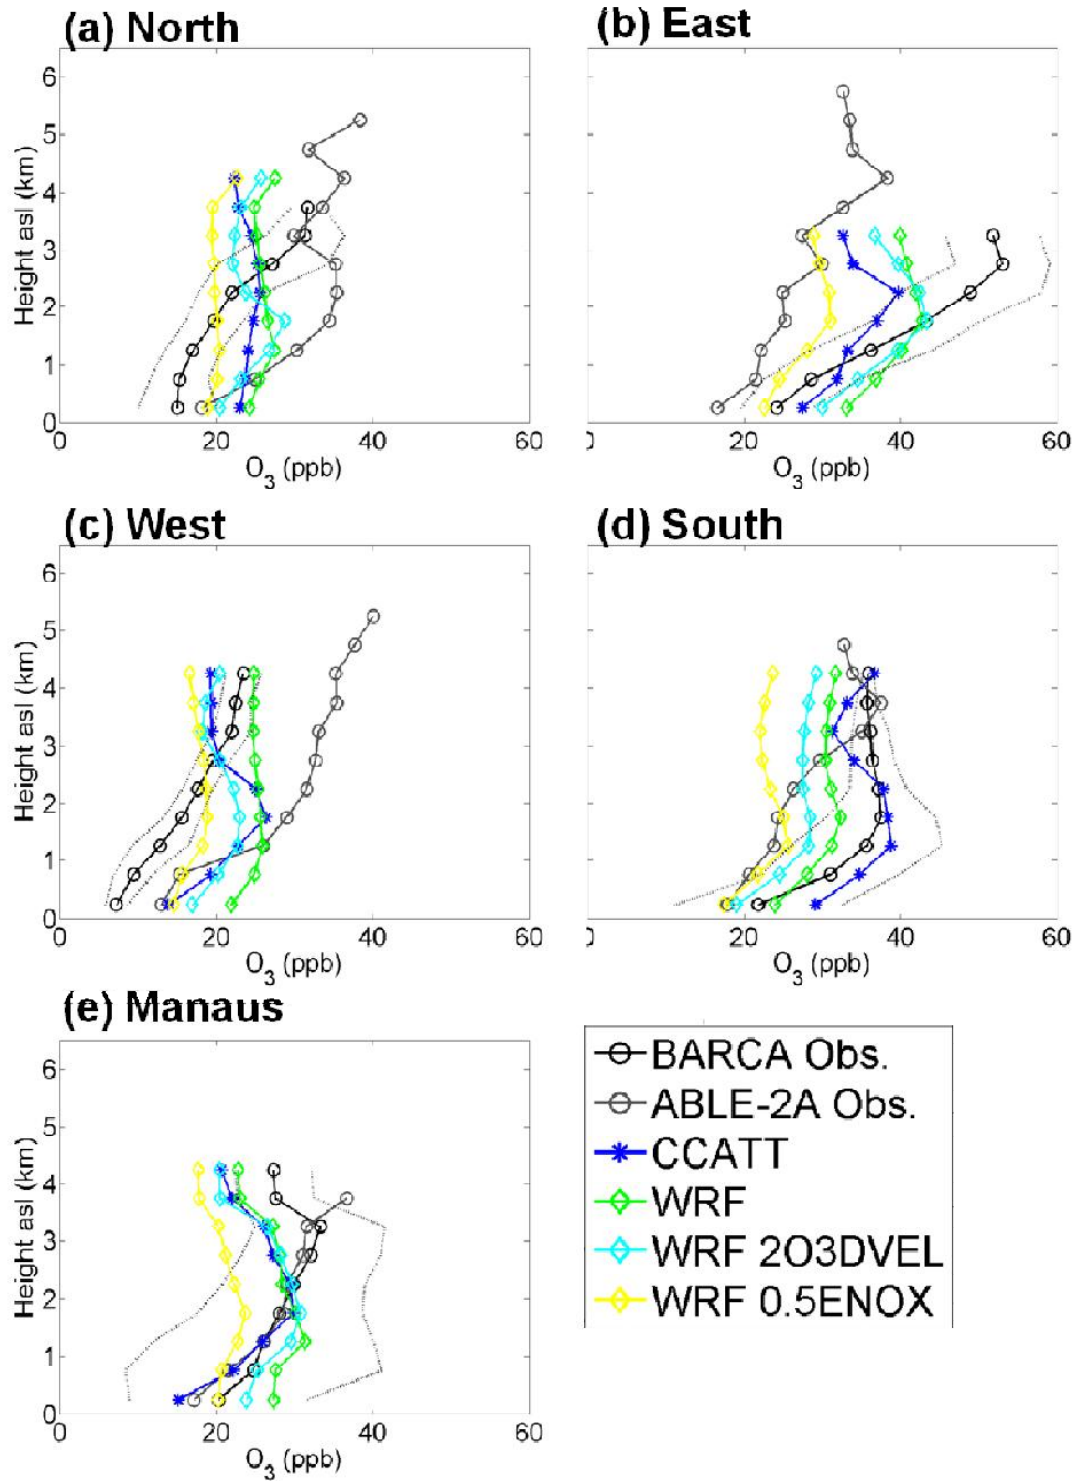 (a) North
(b) East
6
5
4
3
2
1
0
Height asl (km)
0
20
40
60
O3 (ppb)
20
40
60
O3 (ppb)
(c) West
(d) South
6
5
4
3
2
1
0
Height asl (km)
0
20
40
60
O3 (ppb)
20
40
60
O3 (ppb)
(e) Manaus
6
5
4
3
2
1
0
Height asl (km)
0
20
40
60
O3 (ppb)
BARCA Obs.
ABLE-2A Obs.
CCATT
WRF
WRF 2O3DVEL
WRF 0.5ENOX